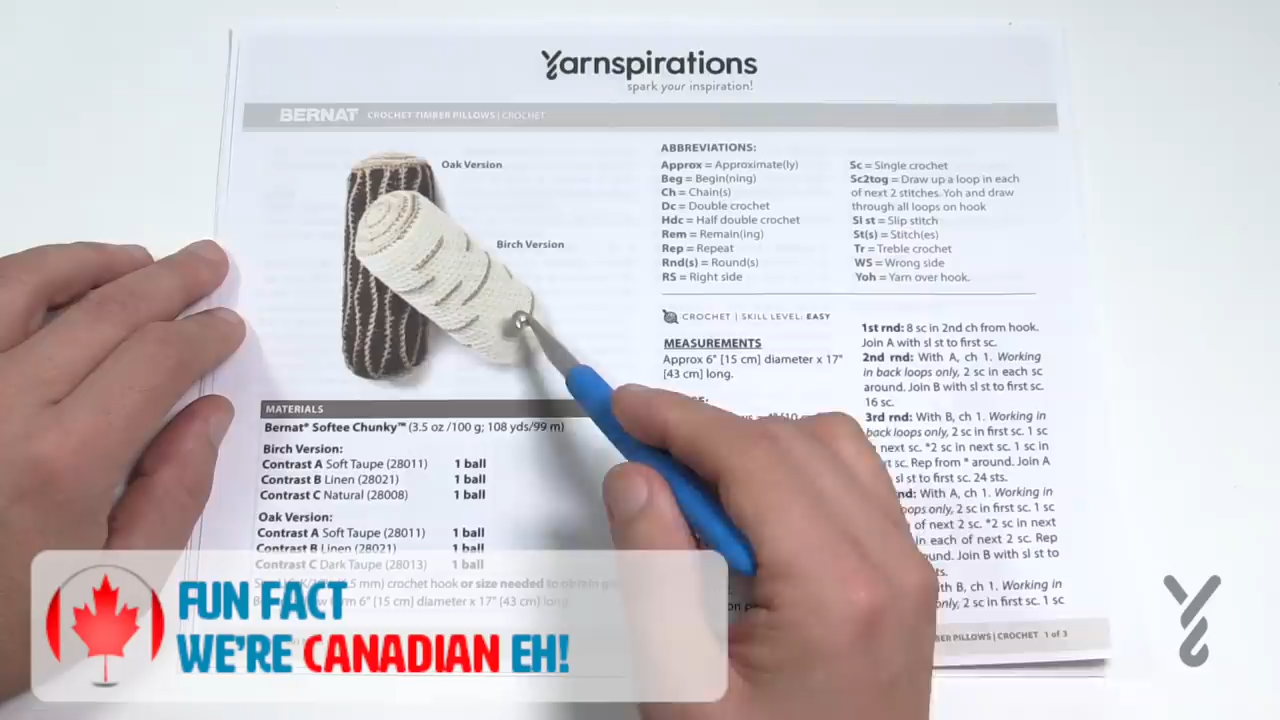 Yarnspirations
spark your inspiration!
BERNAT CROCHET TIMBER PILLOWS | CROCHET
Oak Version
Birch Version
ABBREVIATIONS:
Approx = Approximate(ly)
Beg = Begin(ning)
Ch = Chain(s)
Dc = Double crochet
Hdc = Half double crochet
Rem = Remain(ing)
Rep = Repeat
Rnd(s) = Round(s)
RS = Right side
Sc = Single crochet
Sc2tog = Draw up a loop in each
of next 2 stitches. Yoh and draw
through all loops on hook
Sl st = Slip stitch
St(s) = Stitch(es)
Tr = Treble crochet
WS = Wrong side
Yoh = Yarn over hook.
MATERIALS
Bernat® Softee Chunky™ (3.5 oz /100 g; 108 yds/99 m)
Birch Version:
Contrast A Soft Taupe (28011) 1 ball
Contrast B Linen (28021) 1 ball
Contrast C Natural (28008) 1 ball
Oak Version:
Contrast A Soft Taupe (28011) 1 ball
Contrast B Linen (28021) 1 ball
Contrast C Dark Taupe (28013) 1 ball
mm) crochet hook or size needed to obtain
6" [15 cm] diameter x 17" [43 cm] long.
CROCHET | SKILL LEVEL: EASY
MEASUREMENTS
Approx 6" [15 cm] diameter x 17"
[43 cm] long.
1st rnd: 8 sc in 2nd ch from hook.
Join A with sl st to first sc.
2nd rnd: With A, ch 1. Working
in back loops only, 2 sc in each sc
around. Join B with sl st to first sc.
16 sc.
3rd rnd: With B, ch 1. Working in
back loops only, 2 sc in first sc. 1 sc
in next sc. *2 sc in next sc. 1 sc in
sc. Rep from * around. Join A
sl st to first sc. 24 sts.
With A, ch 1. Working in
only, 2 sc in first sc. 1 sc
of next 2 sc. *2 sc in next
in each of next 2 sc. Rep
Join B with sl st to
B, ch 1. Working in
only, 2 sc in first sc. 1 sc
PILLOWS | CROCHET 1 of 3
FUN FACT
WE'RE CANADIAN EH!